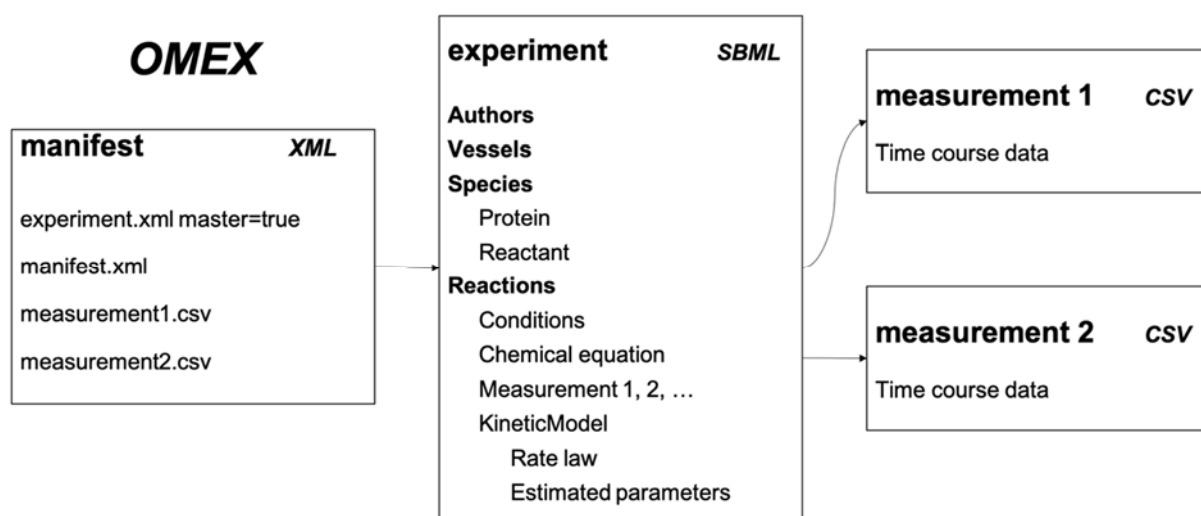 OMEX
manifest XML
experiment.xml master=true
manifest.xml
measurement1.csv
measurement2.csv
experiment SBML
Authors
Vessels
Species
Protein
Reactant
Reactions
Conditions
Chemical equation
Measurement 1, 2, …
KineticModel
Rate law
Estimated parameters
measurement 1 CSV
Time course data
measurement 2 CSV
Time course data